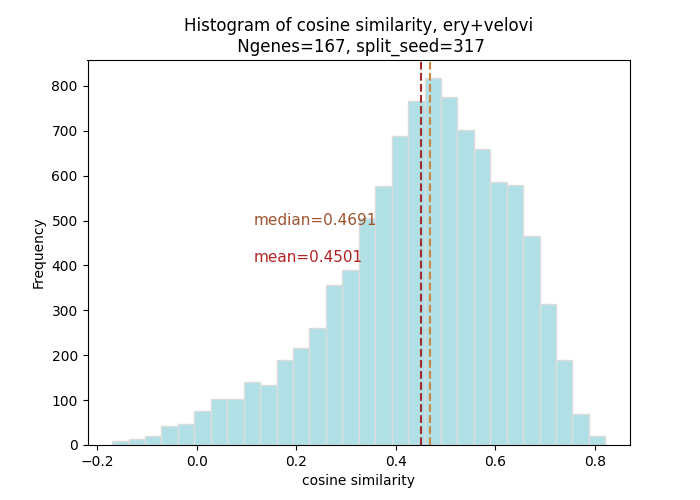 Histogram of cosine similarity, ery+velovi
Ngenes=167, split_seed=317
Frequency
800
700
600
500
400
300
200
100
0
median=0.4691
mean=0.4501
−0.2 0.0 0.2 0.4 0.6 0.8
cosine similarity